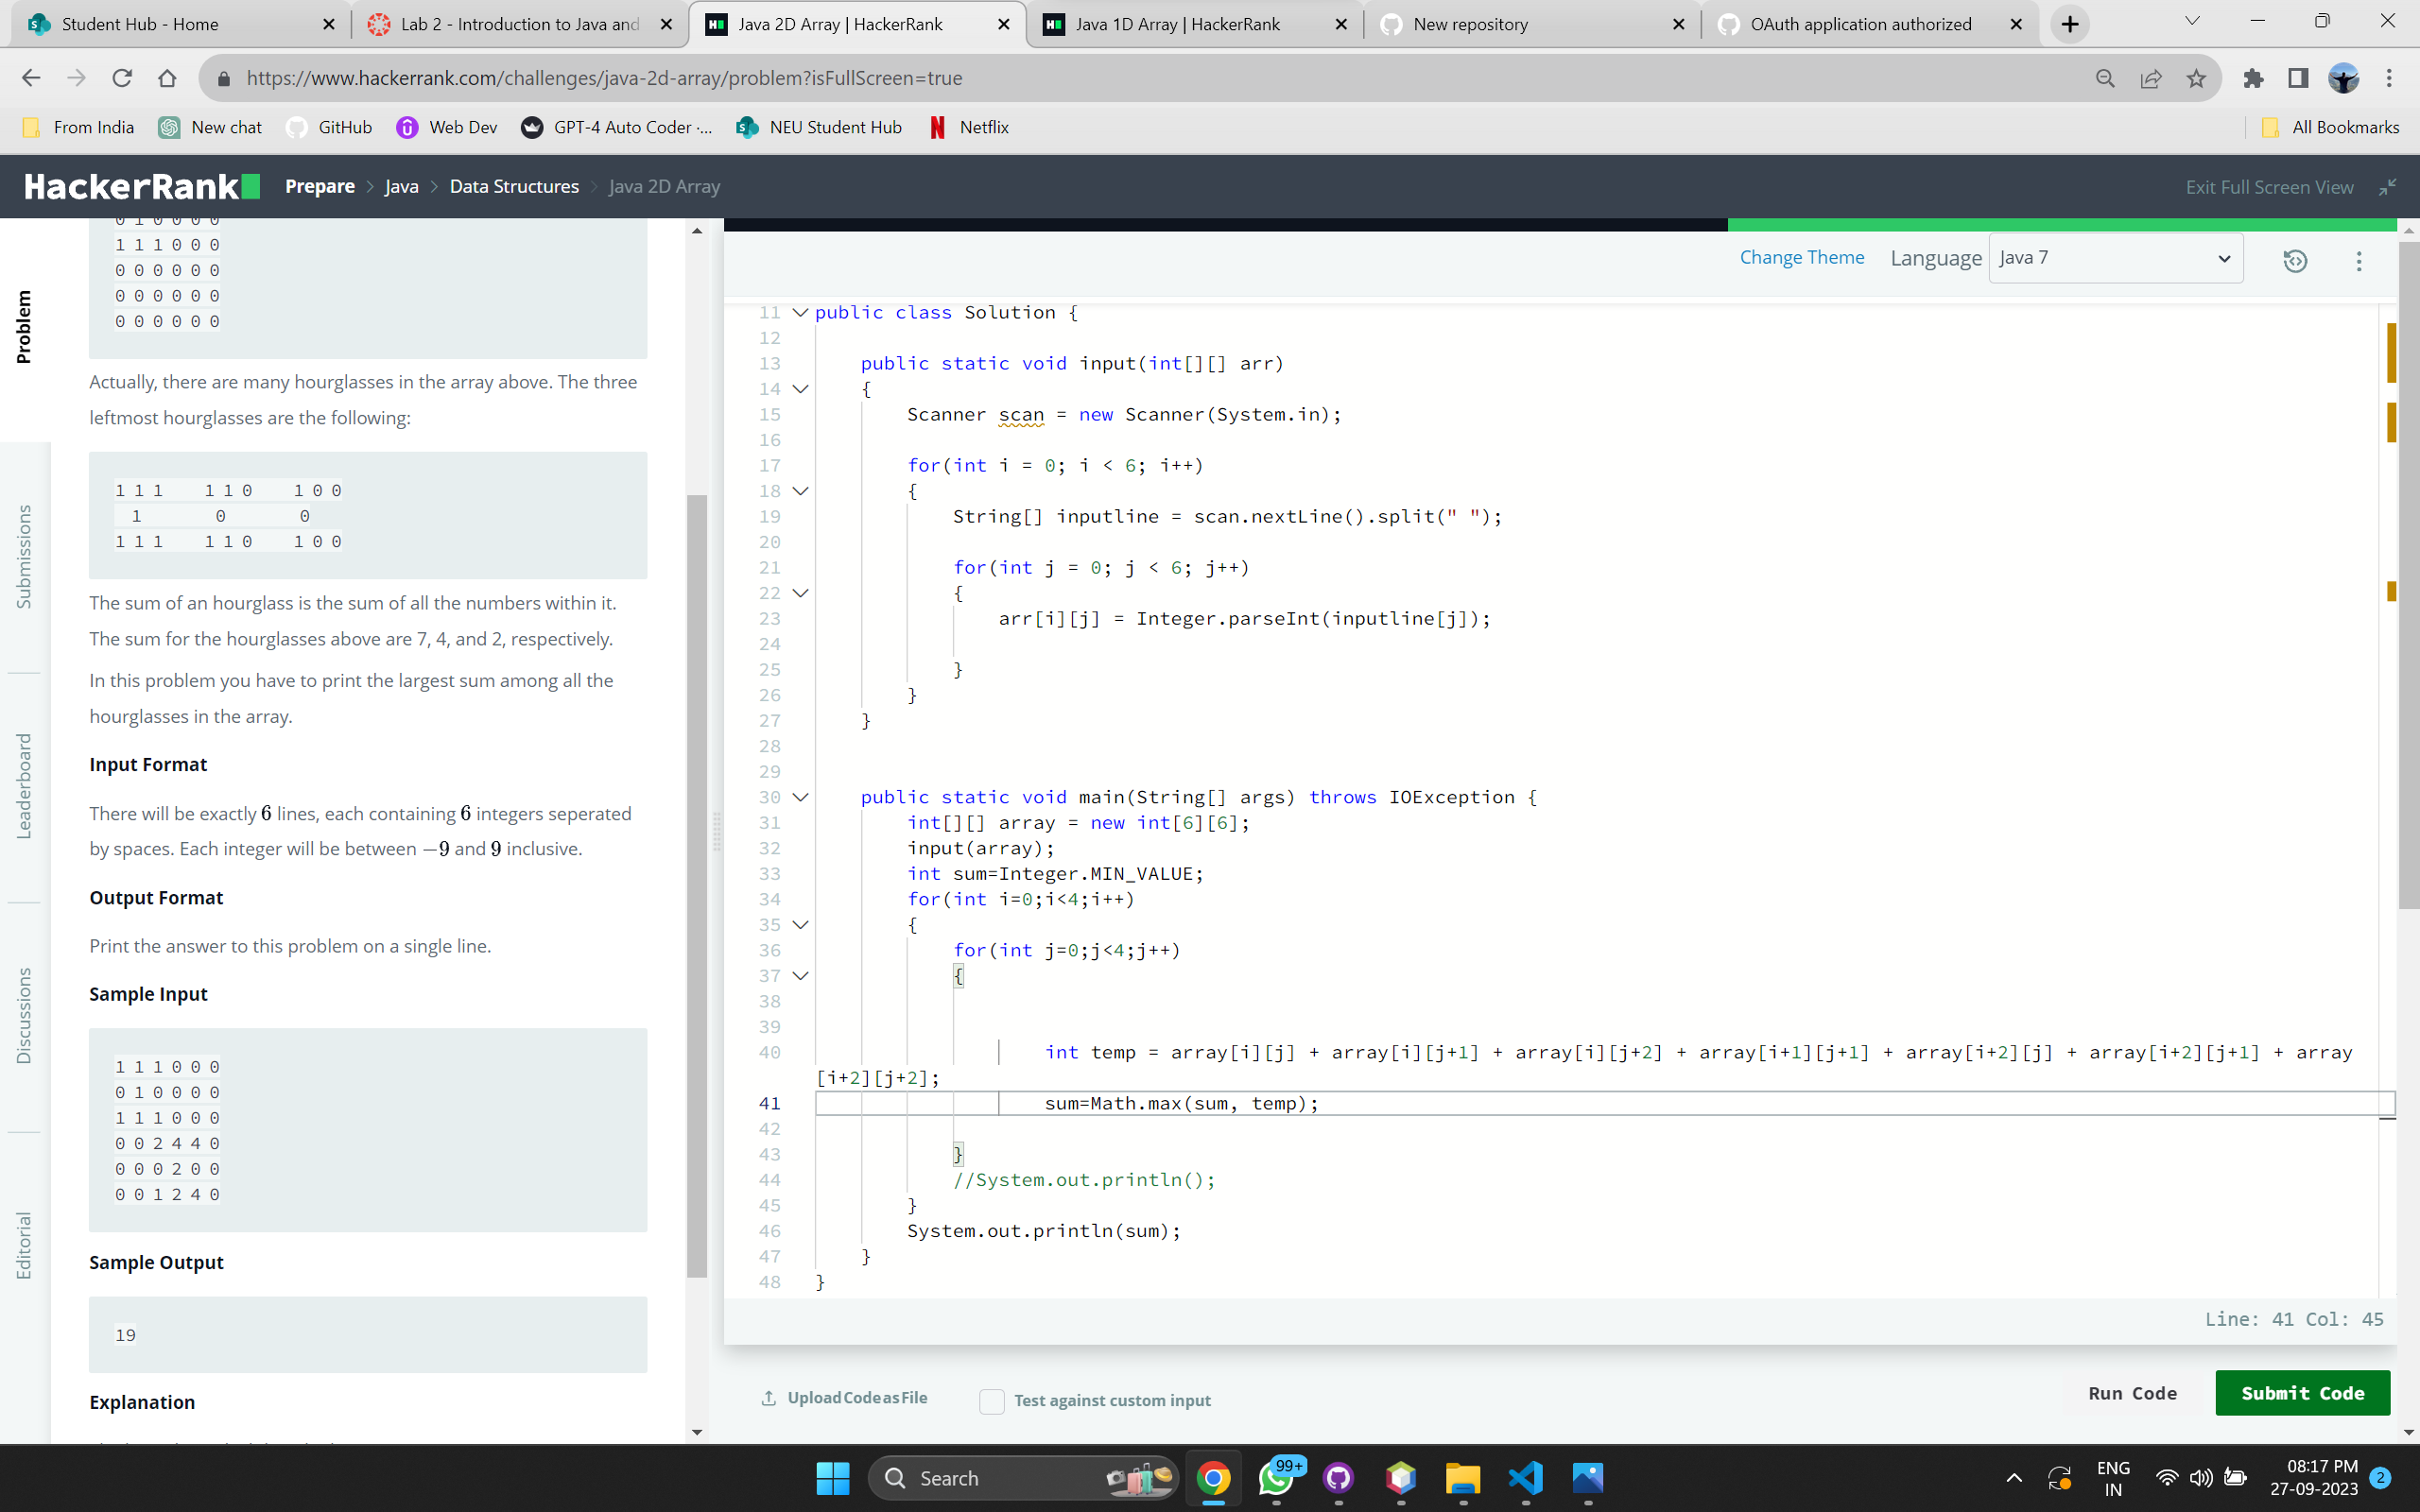 Student Hub - Home
Lab 2 - Introduction to Java and
Java 2D Array | HackerRank
Java 1D Array | HackerRank
New repository
OAuth application authorized
https://www.hackerrank.com/challenges/java-2d-array/problem?isFullScreen=true
From India
New chat
GitHub
Web Dev
GPT-4 Auto Coder -...
NEU Student Hub
Netflix
All Bookmarks
HackerRank
Prepare > Java > Data Structures > Java 2D Array
Exit Full Screen View
Problem
Submissions
Leaderboard
Discussions
Editorial
0 1 0 0 0 0
1 1 1 0 0 0
0 0 0 0 0 0
0 0 0 0 0 0
0 0 0 0 0 0
Actually, there are many hourglasses in the array above. The three
leftmost hourglasses are the following:
1 1 1 1 1 0 1 0 0
1 0 0
1 1 1 1 1 0 1 0 0
The sum of an hourglass is the sum of all the numbers within it.
The sum for the hourglasses above are 7, 4, and 2, respectively.
In this problem you have to print the largest sum among all the
hourglasses in the array.
Input Format
There will be exactly 6 lines, each containing 6 integers seperated
by spaces. Each integer will be between −9 and 9 inclusive.
Output Format
Print the answer to this problem on a single line.
Sample Input
1 1 1 0 0 0
0 1 0 0 0 0
1 1 1 0 0 0
0 0 2 4 4 0
0 0 0 2 0 0
0 0 1 2 4 0
Sample Output
19
Explanation
Change Theme
Language
Java 7
11 public class Solution {
12
13 public static void input(int[][] arr)
14 {
15 Scanner scan = new Scanner(System.in);
16
17 for(int i = 0; i < 6; i++)
18 {
19 String[] inputline = scan.nextLine().split(" ");
20
21 for(int j = 0; j < 6; j++)
22 {
23 arr[i][j] = Integer.parseInt(inputline[j]);
24
25 }
26 }
27 }
28
29
30 public static void main(String[] args) throws IOException {
31 int[][] array = new int[6][6];
32 input(array);
33 int sum=Integer.MIN_VALUE;
34 for(int i=0;i<4;i++)
35 {
36 for(int j=0;j<4;j++)
37 {
38
39
40 int temp = array[i][j] + array[i][j+1] + array[i][j+2] + array[i+1][j+1] + array[i+2][j] + array[i+2][j+1] + array
[i+2][j+2];
41 sum=Math.max(sum, temp);
42
43 }
44 //System.out.println();
45 }
46 System.out.println(sum);
47 }
48 }
Line: 41 Col: 45
Upload Code as File
Test against custom input
Run Code
Submit Code
Search
99+
ENG
IN
08:17 PM
27-09-2023
2